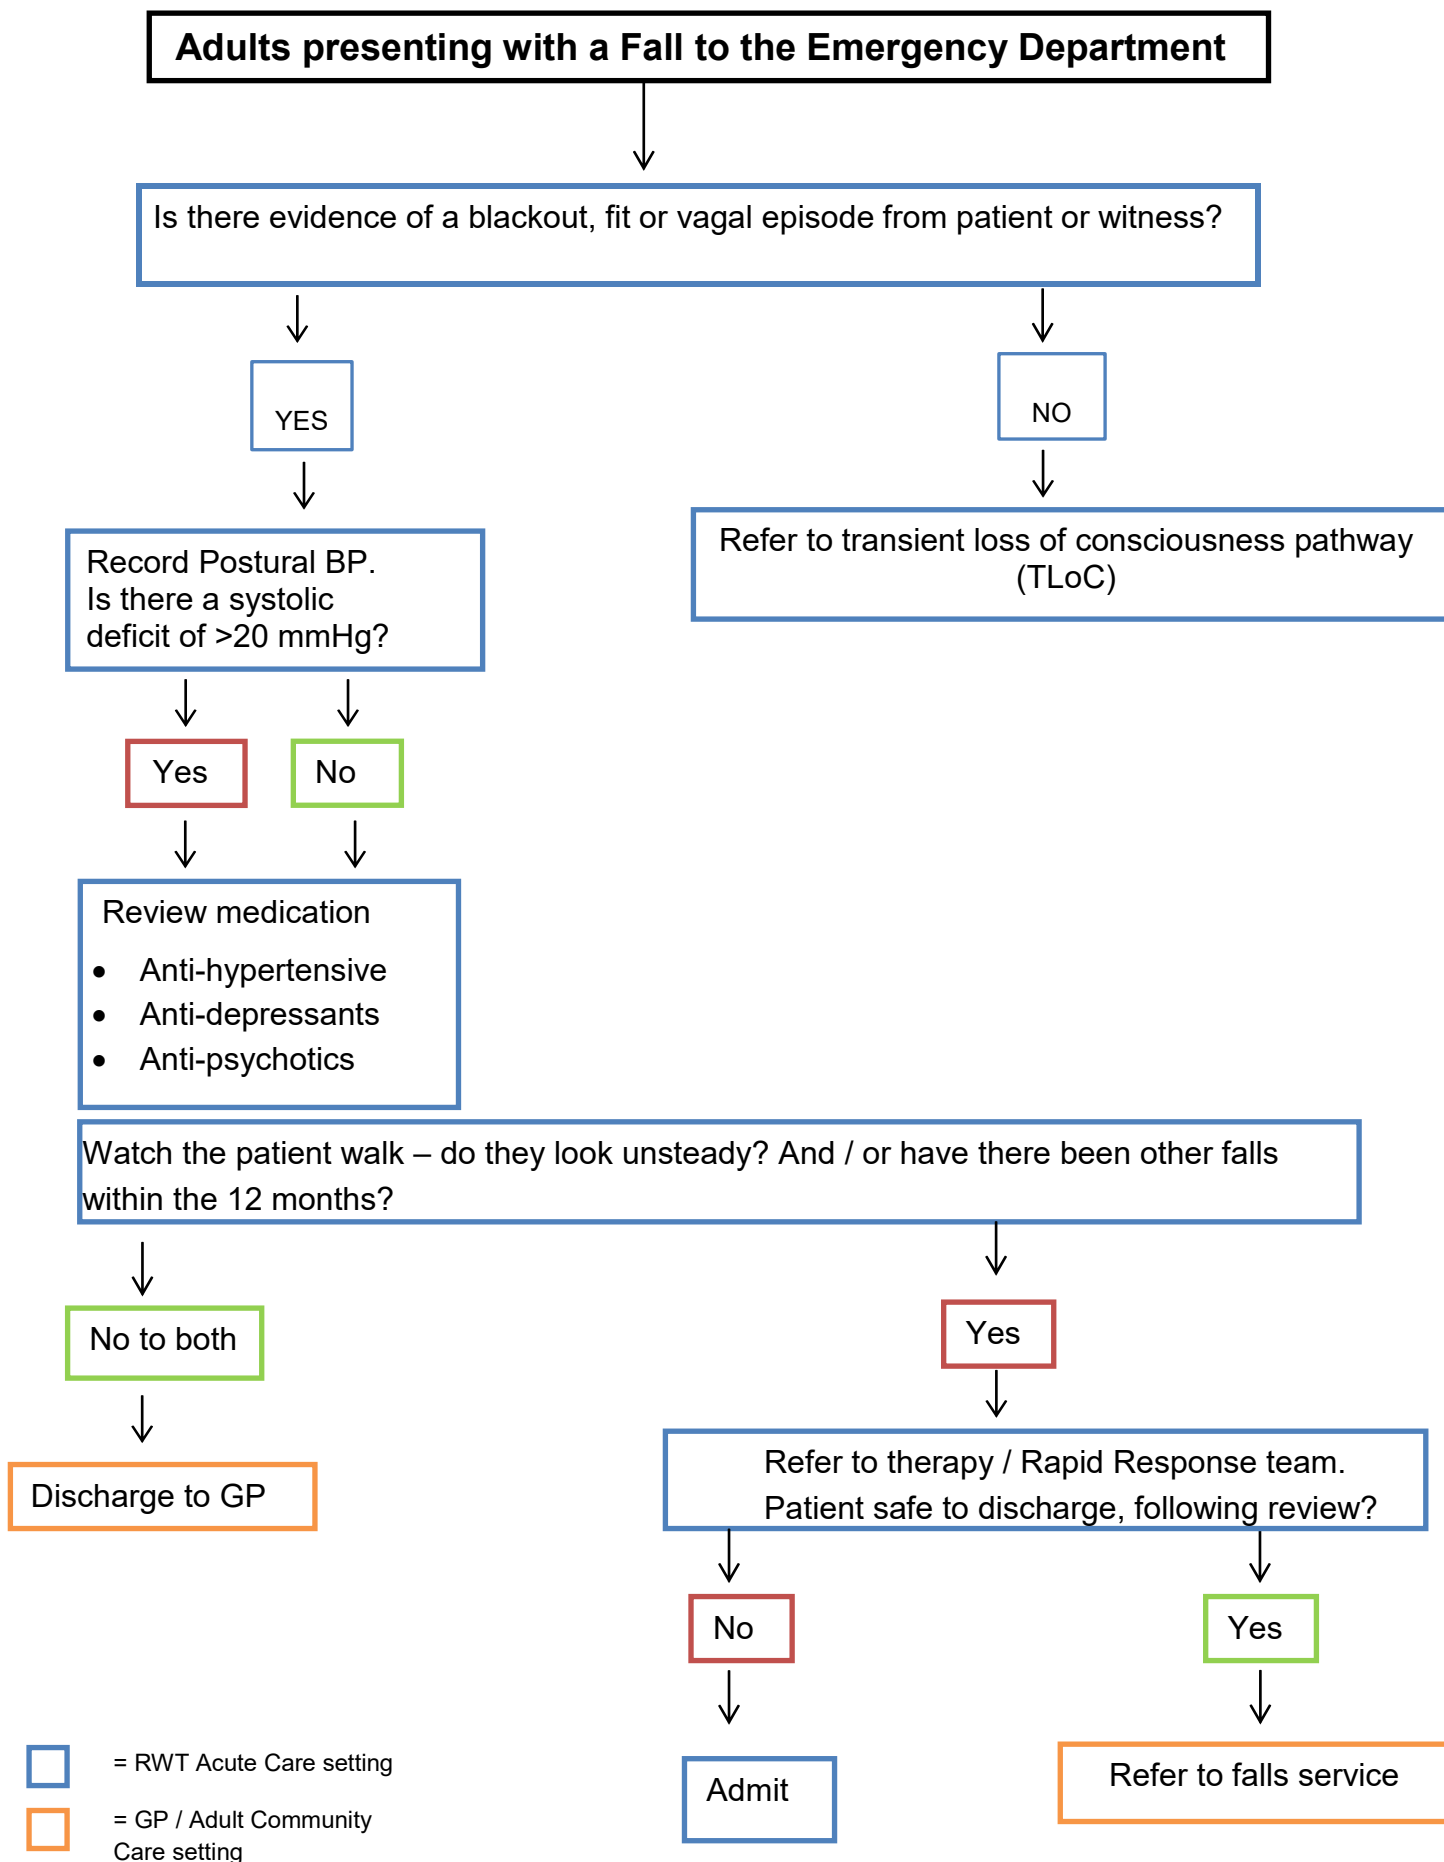 Adults presenting with a Fall to the Emergency Department
Is there evidence of a blackout, fit or vagal episode from patient or witness?
YES
NO
Record Postural BP.
Is there a systolic
deficit of >20 mmHg?
Refer to transient loss of consciousness pathway
(TLoC)
Yes
No
Review medication
• Anti-hypertensive
• Anti-depressants
• Anti-psychotics
Watch the patient walk – do they look unsteady? And / or have there been other falls
within the 12 months?
No to both
Yes
Discharge to GP
Refer to therapy / Rapid Response team.
Patient safe to discharge, following review?
No
Yes
Admit
Refer to falls service
= RWT Acute Care setting
= GP / Adult Community
Care setting